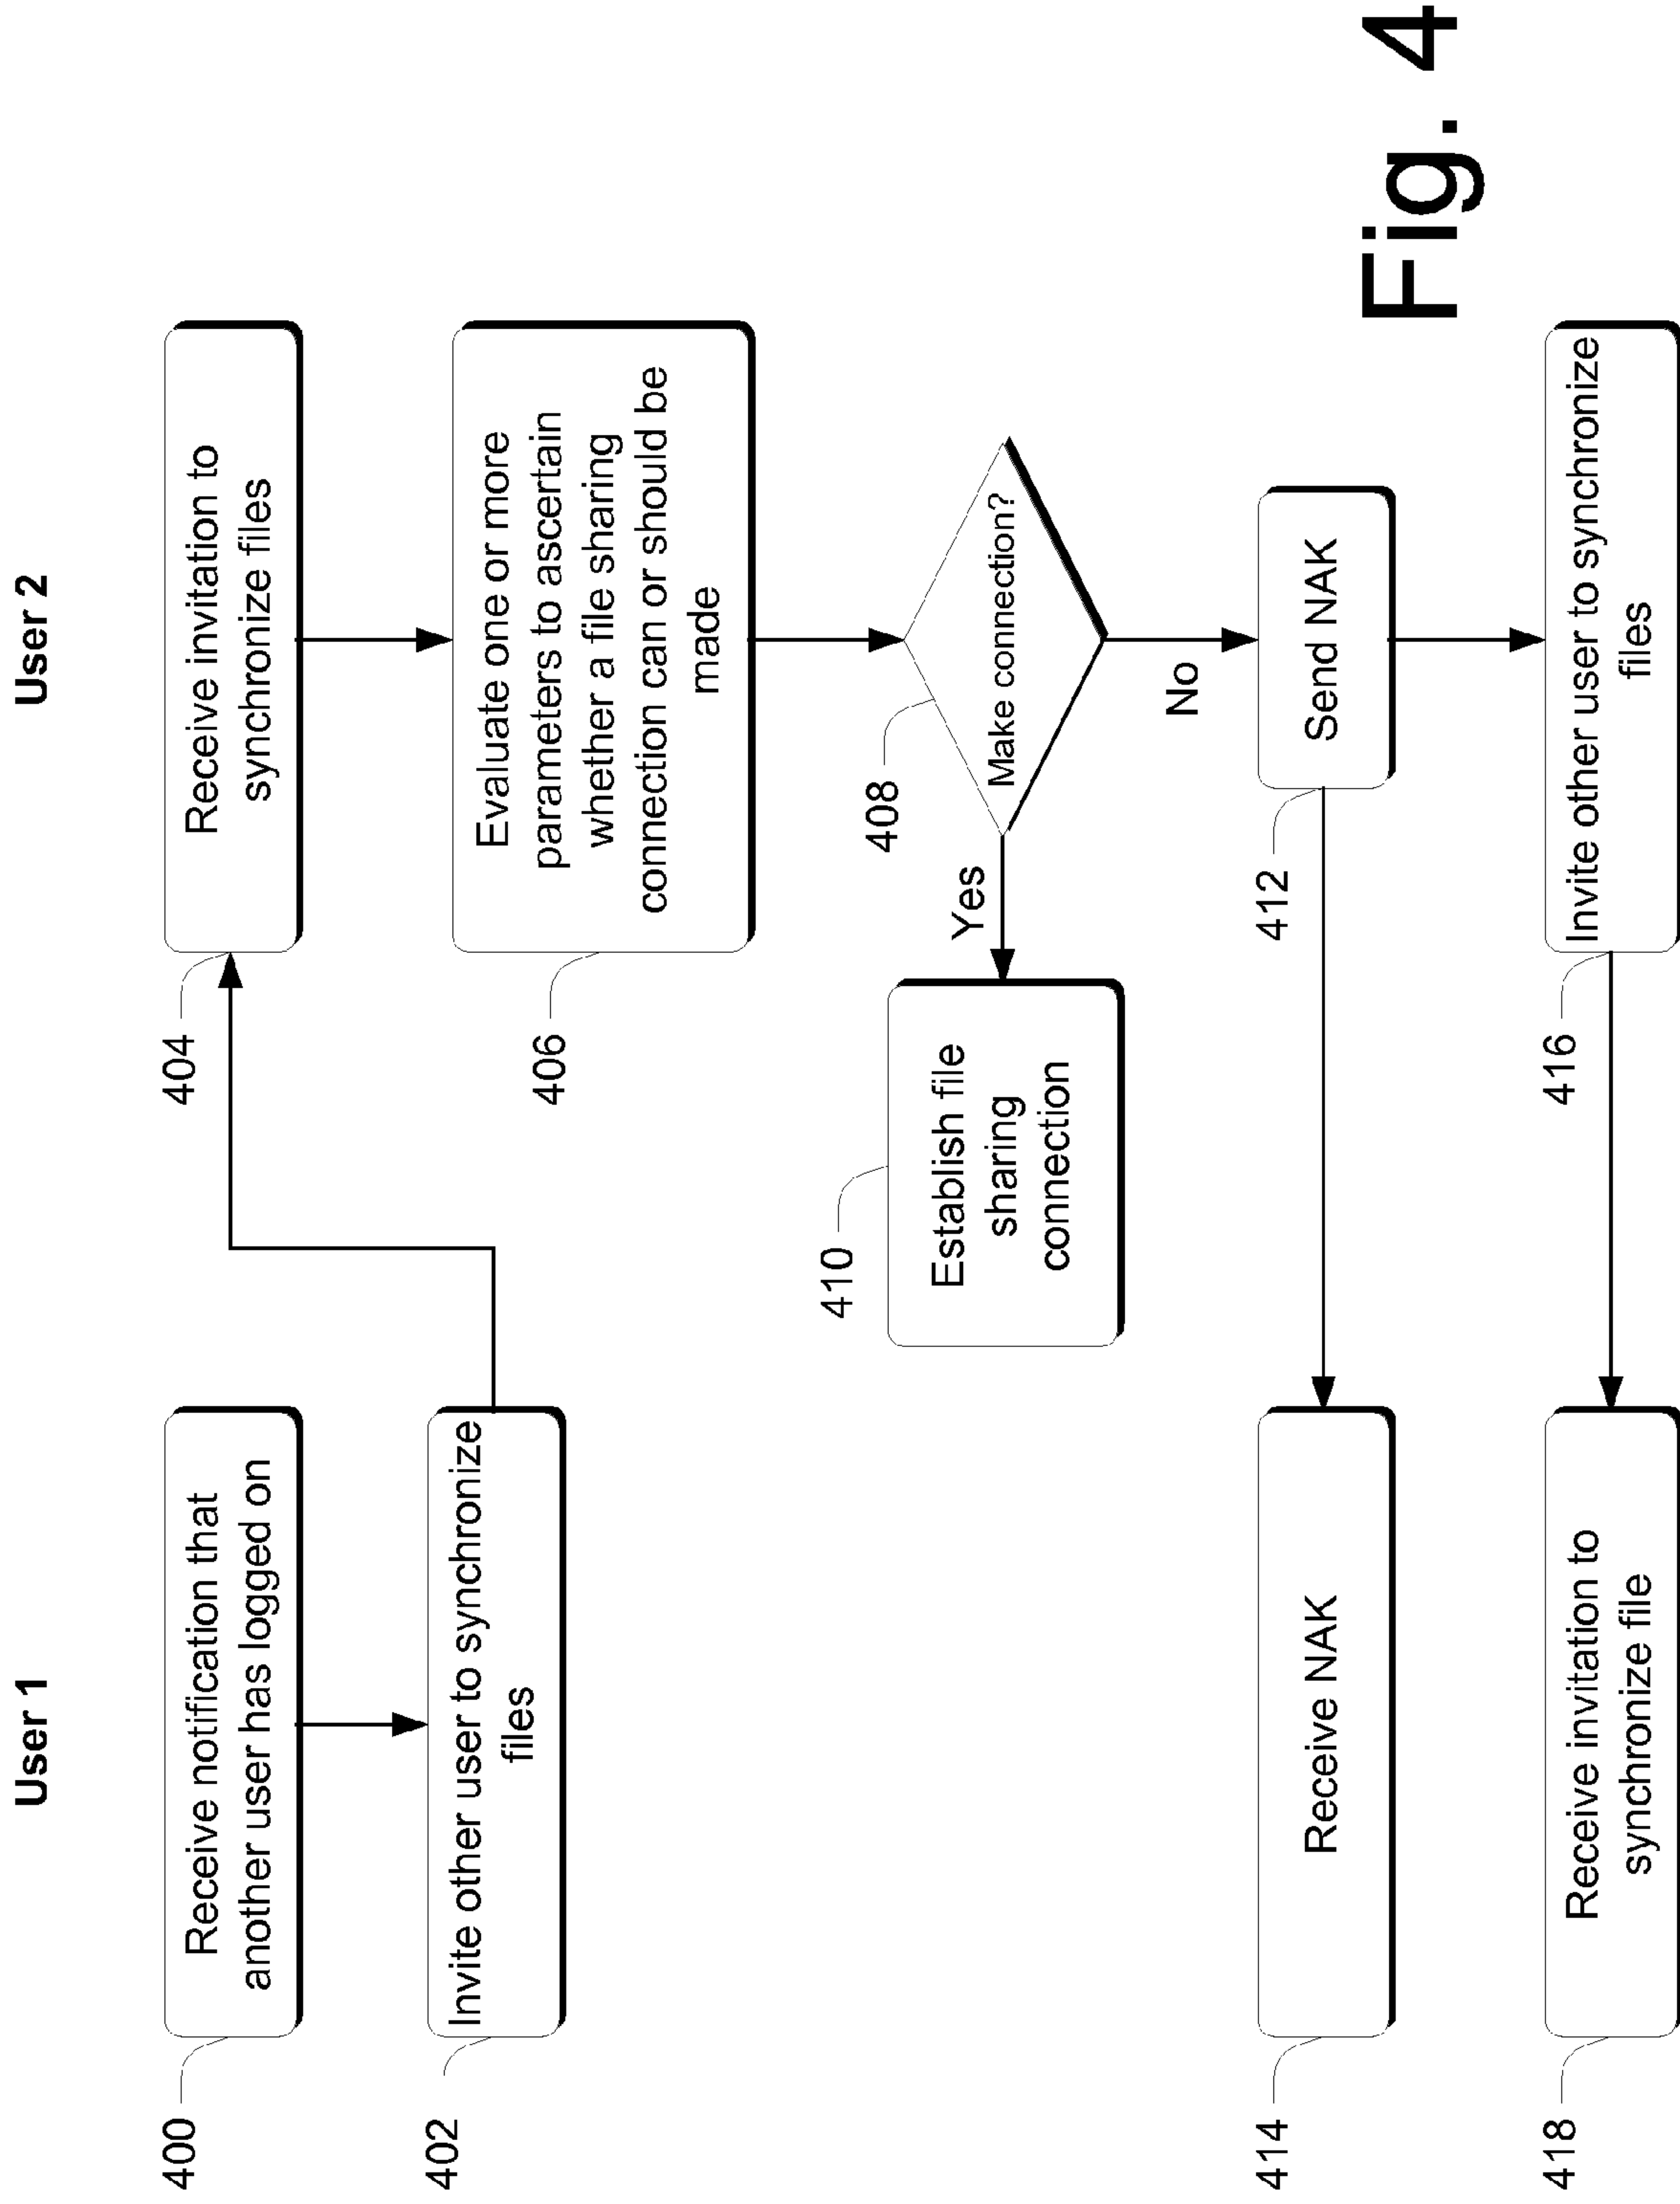 User 1
User 2
400
Receive notification that
another user has logged on
402
Invite other user to synchronize
files
404
Receive invitation to
synchronize files
406
Evaluate one or more
parameters to ascertain
whether a file sharing
connection can or should be
made
408
Make connection?
Yes
410
Establish file
sharing
connection
No
412
Send NAK
414
Receive NAK
416
Invite other user to synchronize
files
418
Receive invitation to
synchronize file
Fig. 4